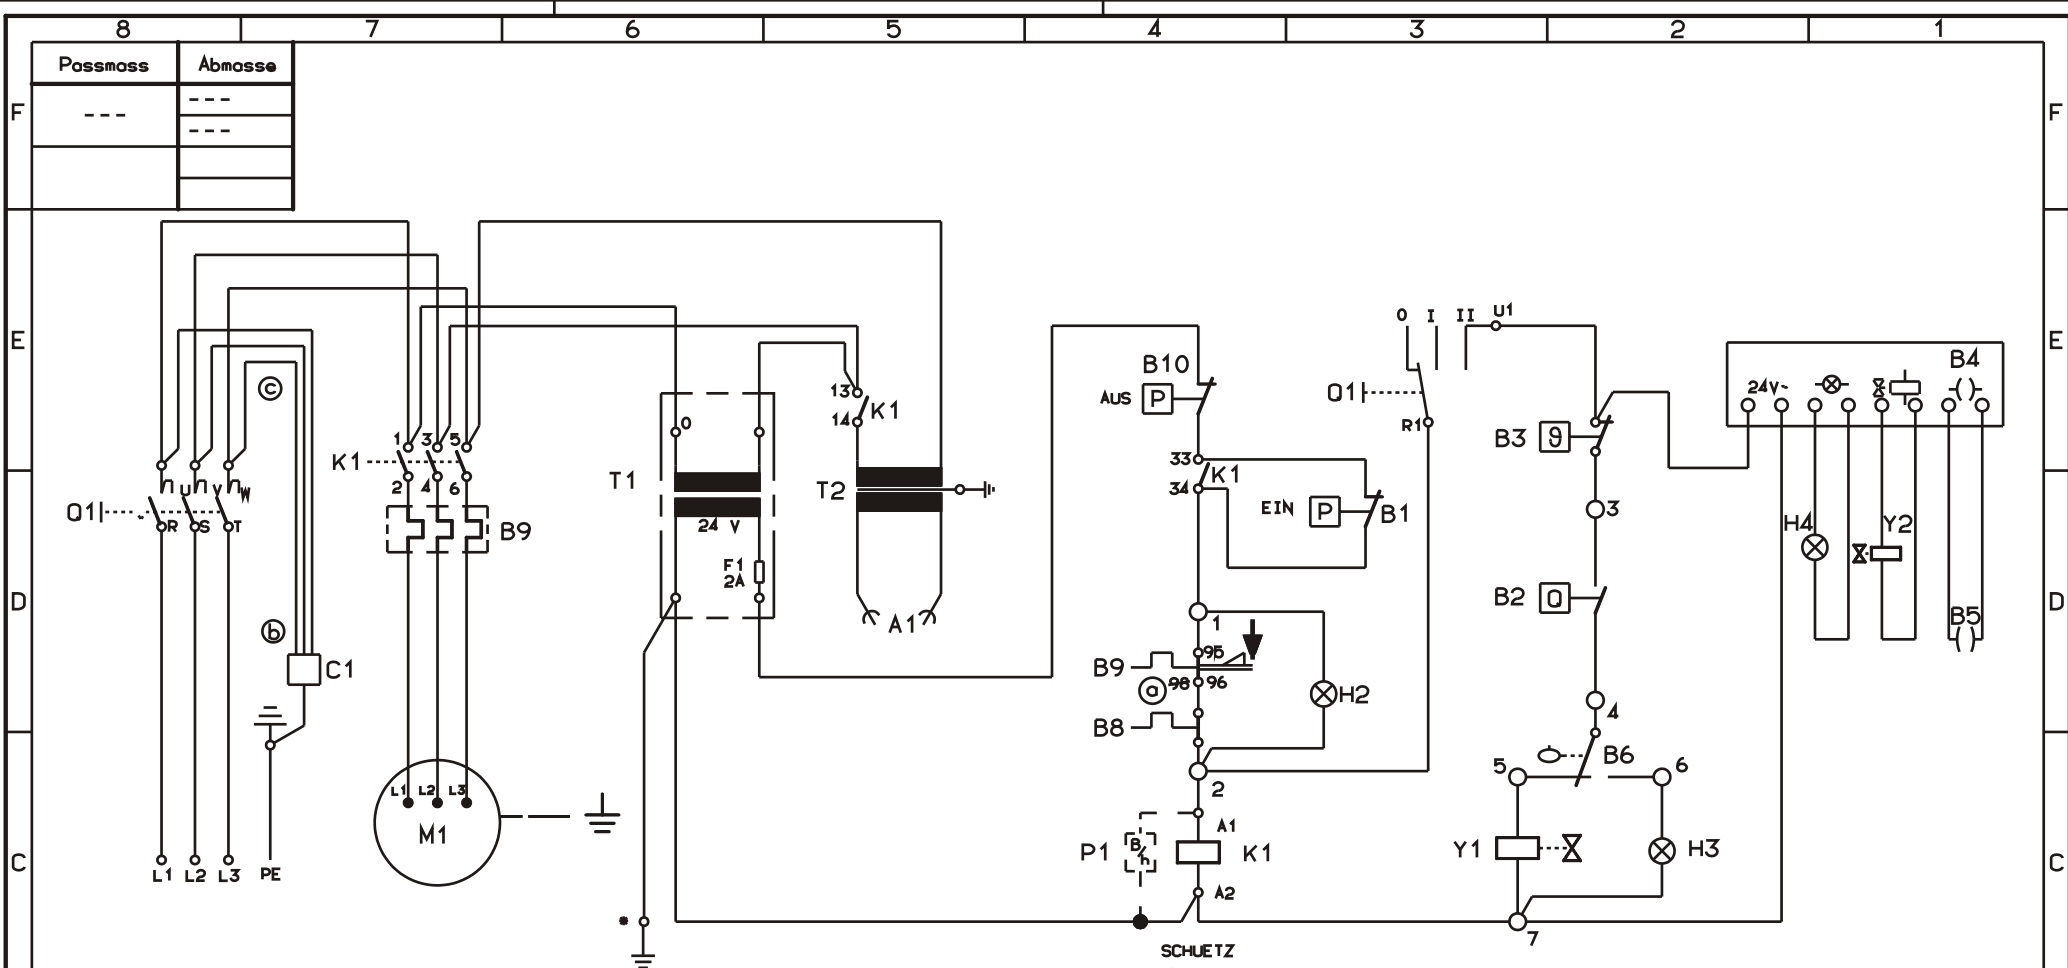 8 7 6 5 4 3 2 1
Passmass Abmasse
F --- --- F
---
E E
D D
C C
Q1 U V W
R S T
L1 L2 L3 PE
c
b
C1
K1 1 3 5
2 4 6
B9
L1 L2 L3
M1
T1 0
24 V
F1
2A
*
13
14 K1
T2
A1
B10
AUS P
33
34 K1
EIN P B1
1
B9 95
a 98 96
B8
H2
2
P1 B/h
A1
K1
A2
SCHUETZ
0 I II U1
Q1
R1
B3 ϑ
3
B2 Q
4
B6
5 6
Y1 H3
7
24V~ B4
H4 Y2 B5